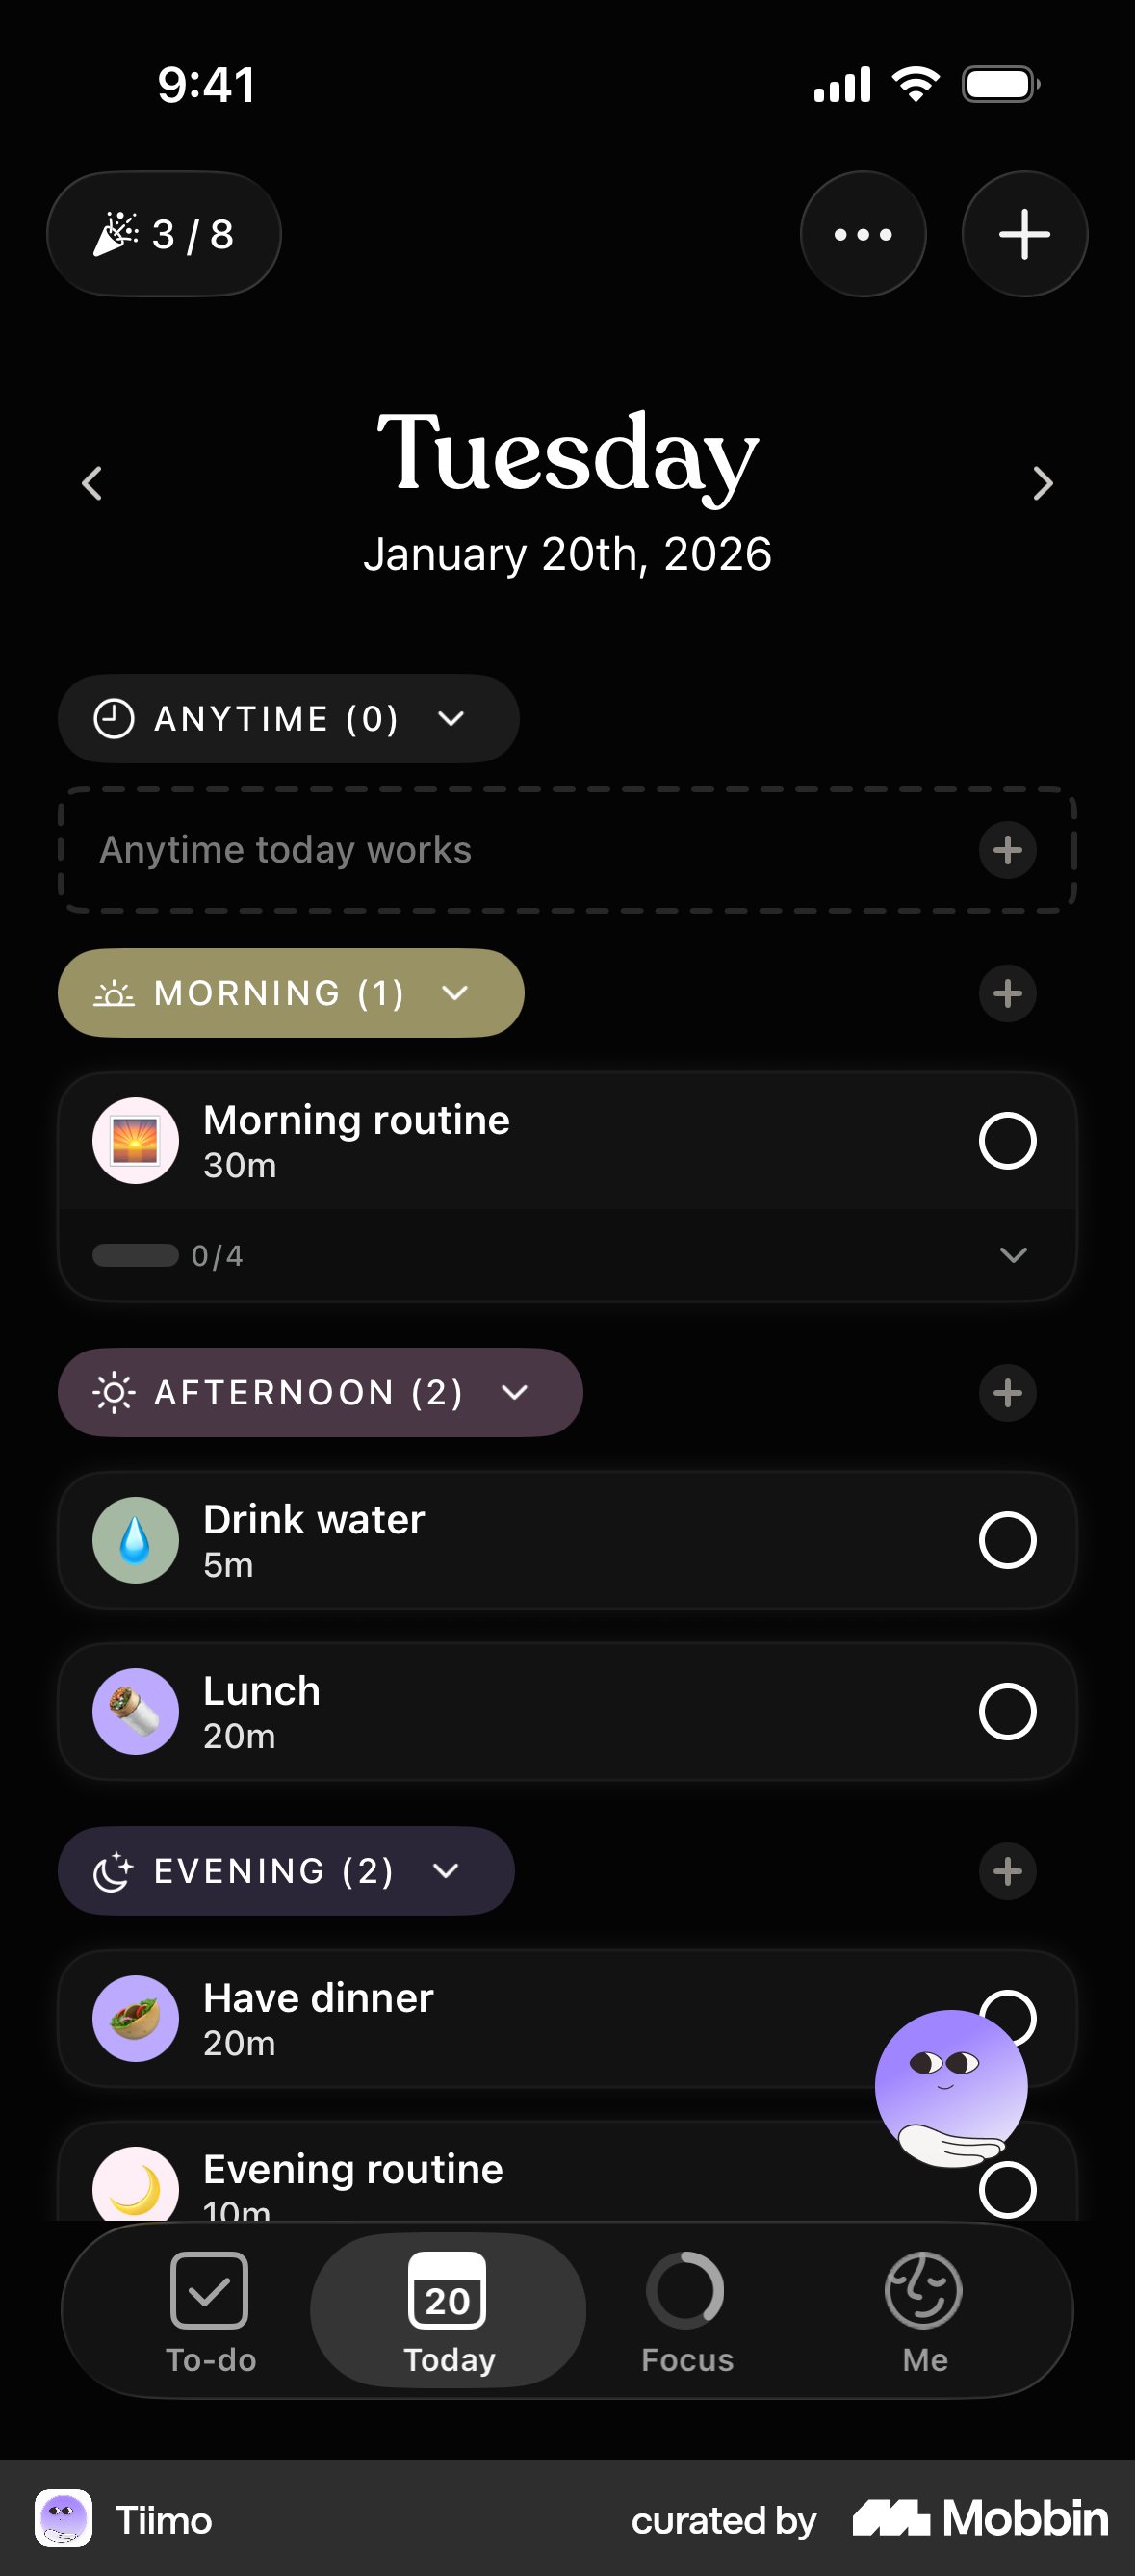 9:41
3 / 8
Tuesday
January 20th, 2026
ANYTIME (0)
Anytime today works
MORNING (1)
Morning routine
30m
0/4
AFTERNOON (2)
Drink water
5m
Lunch
20m
EVENING (2)
Have dinner
20m
Evening routine
10m
To-do
20
Today
Focus
Me
Tiimo
curated by Mobbin